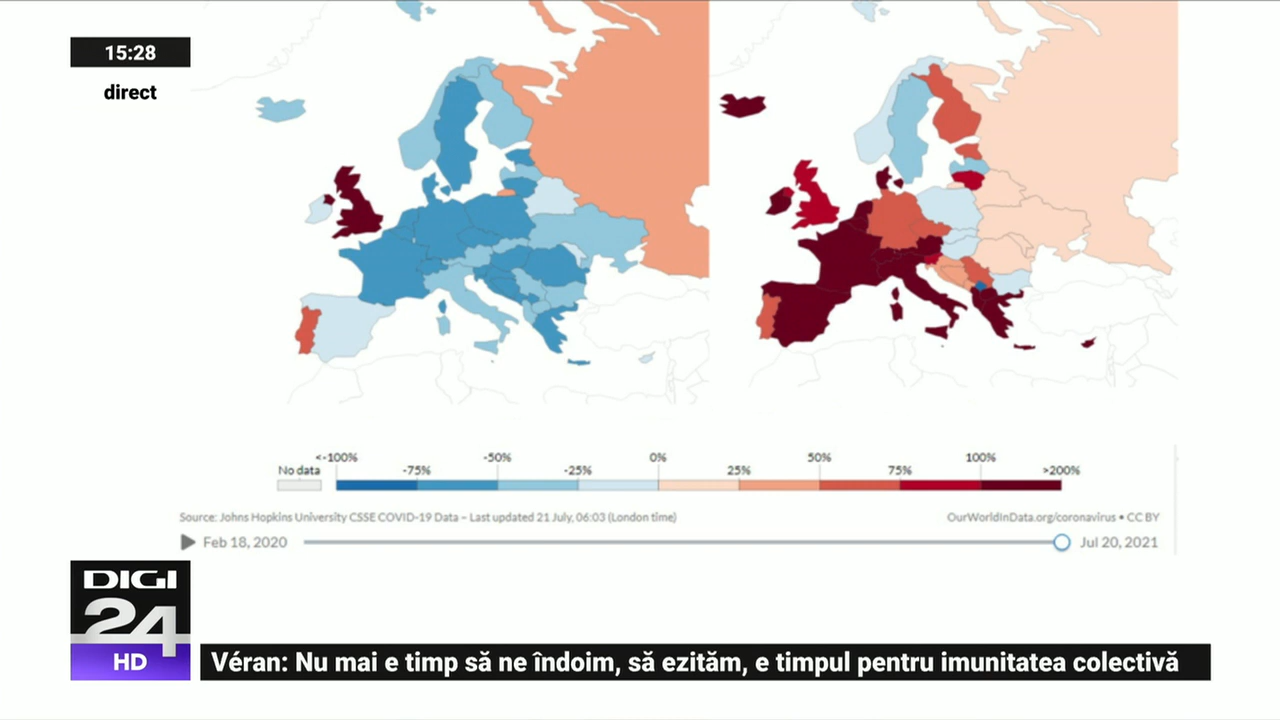 15:28
direct
No data
<-100%
-75%
-50%
-25%
0%
25%
50%
75%
100%
>200%
Source: Johns Hopkins University CSSE COVID-19 Data – Last updated 21 July, 06:03 (London time)
OurWorldInData.org/coronavirus • CC BY
Feb 18, 2020
Jul 20, 2021
DIGI
24
HD
Véran: Nu mai e timp să ne îndoim, să ezităm, e timpul pentru imunitatea colectivă